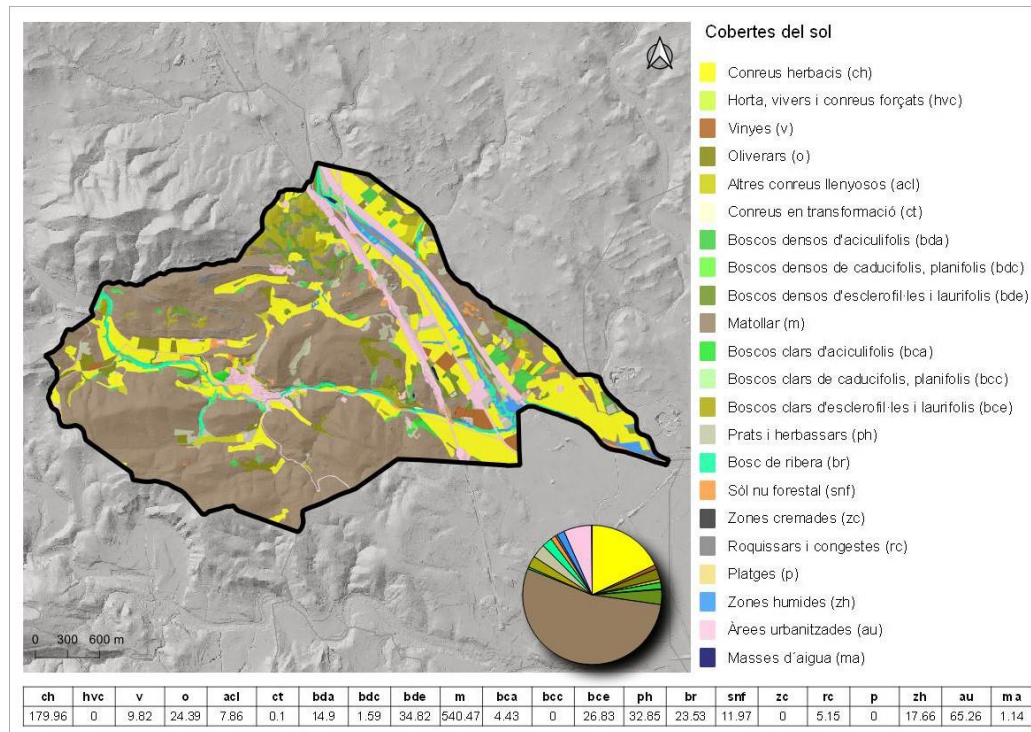 Cobertes del sol
Conreus herbacis (ch)
Horta, vivers i conreus forçats (hvc)
Vinyes (v)
Oliverars (o)
Altres conreus llenyosos (acl)
Conreus en transformació (ct)
Boscos densos d'aciculifolis (bda)
Boscos densos de caducifolis, planifolis (bdc)
Boscos densos d'esclerofil·les i laurifolis (bde)
Matollar (m)
Boscos clars d'aciculifolis (bca)
Boscos clars de caducifolis, planifolis (bcc)
Boscos clars d'esclerofil·les i laurifolis (bce)
Prats i herbassars (ph)
Bosc de ribera (br)
Sòl nu forestal (snf)
Zones cremades (zc)
Roquissars i congestes (rc)
Platges (p)
Zones humides (zh)
Àrees urbanitzades (au)
Masses d´aigua (ma)
0 300 600 m
ch hvc v o acl ct bda bdc bde m bca bcc bce ph br snf zc rc p zh au ma
179.96 0 9.82 24.39 7.86 0.1 14.9 1.59 34.82 540.47 4.43 0 26.83 32.85 23.53 11.97 0 5.15 0 17.66 65.26 1.14